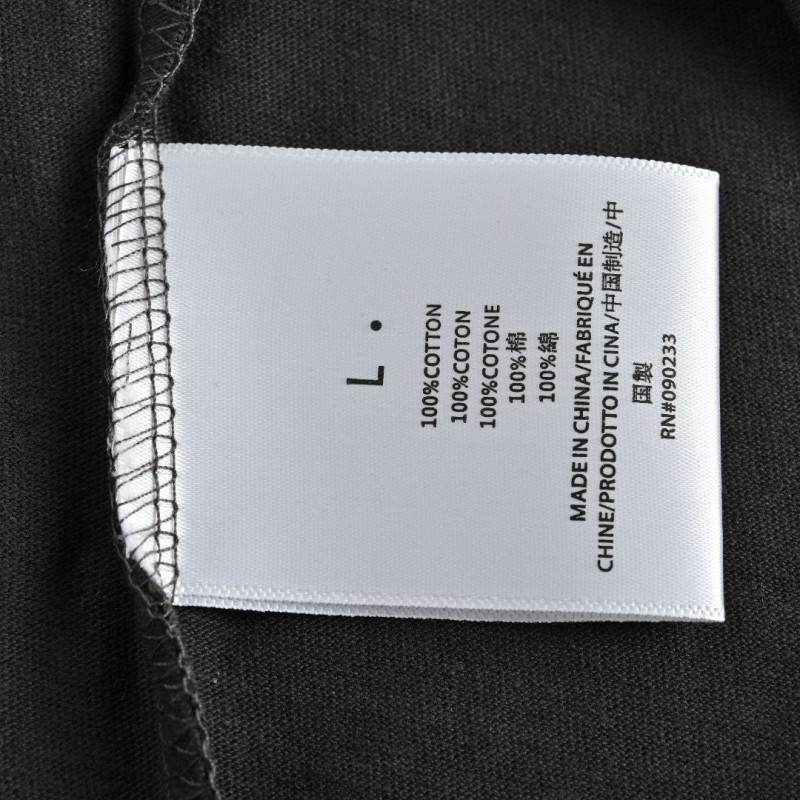 L.
100%COTTON
100%COTON
100%COTONE
100%棉
100%綿
MADE IN CHINA/FABRIQUÉ EN
CHINE/PRODOTTO IN CINA/中国制造/中
国製
RN#090233